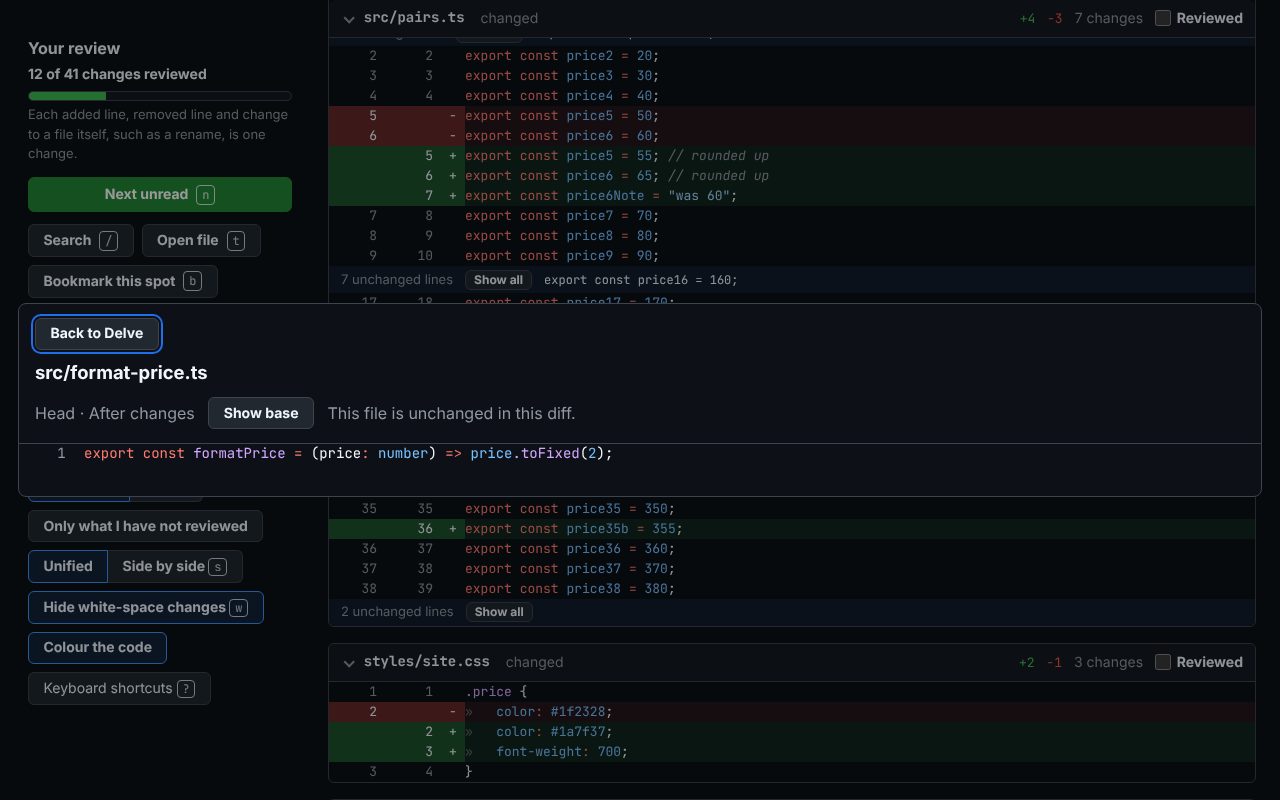 Your review
12 of 41 changes reviewed
Each added line, removed line and change
to a file itself, such as a rename, is one
change.
Next unread n
Search / Open file t
Bookmark this spot b
src/pairs.ts changed +4 -3 7 changes Reviewed
2 2 export const price2 = 20;
3 3 export const price3 = 30;
4 4 export const price4 = 40;
5 - export const price5 = 50;
6 - export const price6 = 60;
5 + export const price5 = 55; // rounded up
6 + export const price6 = 65; // rounded up
7 + export const price6Note = "was 60";
7 8 export const price7 = 70;
8 9 export const price8 = 80;
9 10 export const price9 = 90;
7 unchanged lines Show all export const price16 = 160;
17 18 export const price17 = 170;
Back to Delve
src/format-price.ts
Head · After changes Show base This file is unchanged in this diff.
1 export const formatPrice = (price: number) => price.toFixed(2);
Only what I have not reviewed
Unified Side by side s
Hide white-space changes w
Colour the code
Keyboard shortcuts ?
35 35 export const price35 = 350;
36 + export const price35b = 355;
36 37 export const price36 = 360;
37 38 export const price37 = 370;
38 39 export const price38 = 380;
2 unchanged lines Show all
styles/site.css changed +2 -1 3 changes Reviewed
1 1 .price {
2 - » color: #1f2328;
2 + » color: #1a7f37;
3 + » font-weight: 700;
3 4 }